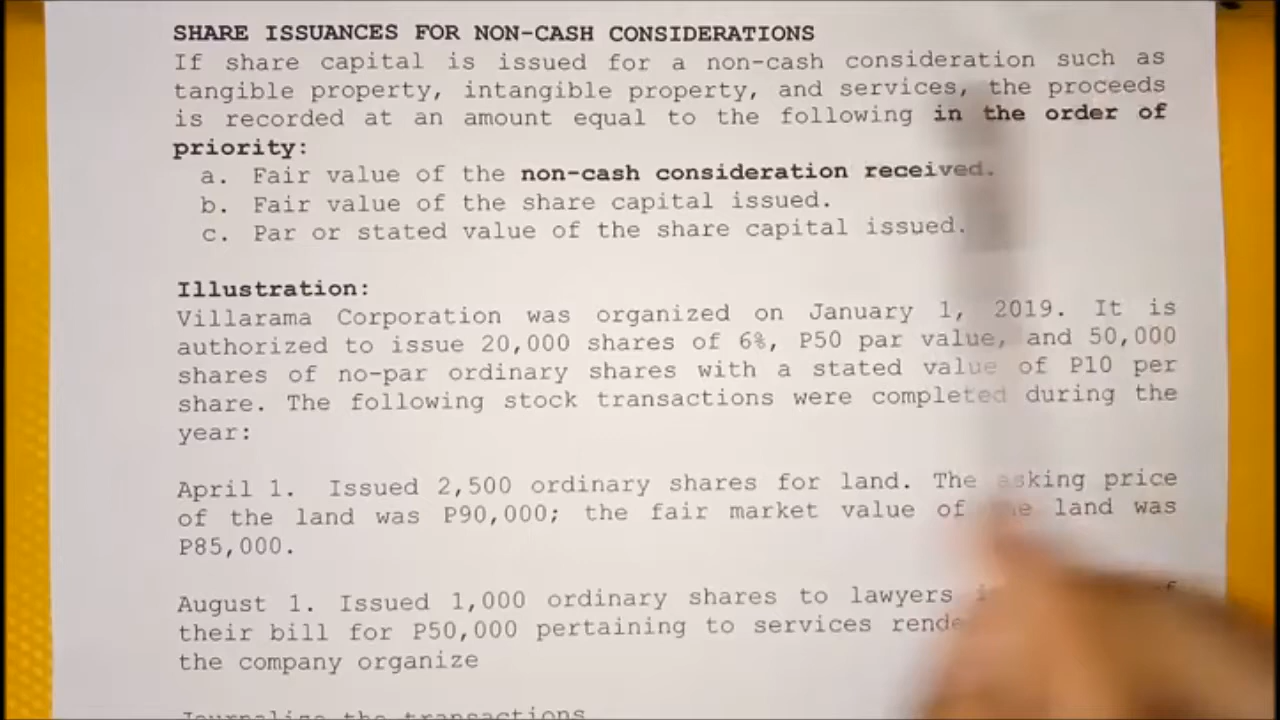 SHARE ISSUANCES FOR NON-CASH CONSIDERATIONS
If share capital is issued for a non-cash consideration such as
tangible property, intangible property, and services, the proceeds
is recorded at an amount equal to the following in the order of
priority:
a. Fair value of the non-cash consideration received.
b. Fair value of the share capital issued.
c. Par or stated value of the share capital issued.
Illustration:
Villarama Corporation was organized on January 1, 2019. It is
authorized to issue 20,000 shares of 6%, P50 par value, and 50,000
shares of no-par ordinary shares with a stated value of P10 per
share. The following stock transactions were completed during the
year:
April 1. Issued 2,500 ordinary shares for land. The asking price
of the land was P90,000; the fair market value of the land was
P85,000.
August 1. Issued 1,000 ordinary shares to lawyers
their bill for P50,000 pertaining to services
the company organize
Journalize the transactions